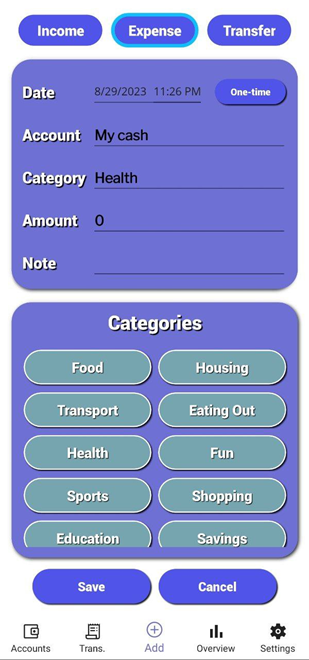 Income Expense Transfer
Date 8/29/2023 11:26 PM One-time
Account My cash
Category Health
Amount 0
Note
Categories
Food Housing
Transport Eating Out
Health Fun
Sports Shopping
Education Savings
Save Cancel
Accounts Trans. Add Overview Settings